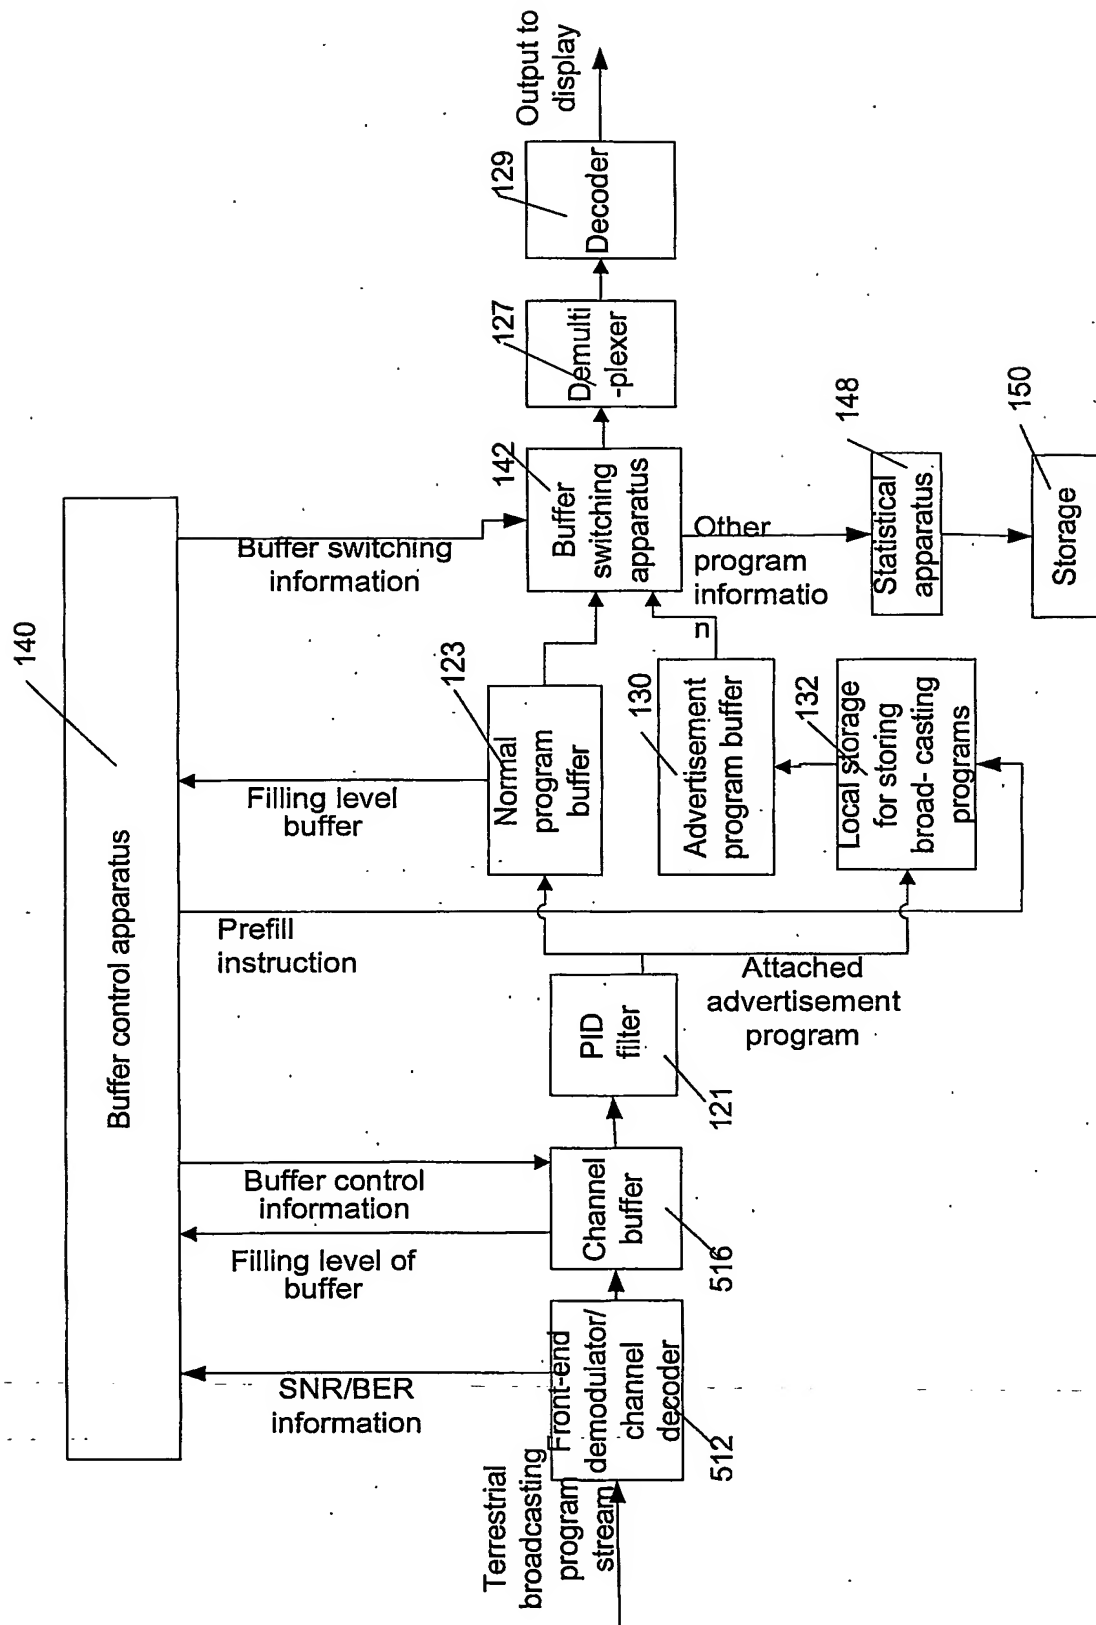 140
Buffer control apparatus
SNR/BER
information
Filling level of
buffer
Buffer control
information
Prefill
instruction
Filling level
buffer
Buffer switching
information
Terrestrial
broadcasting
program
stream
Front-end
demodulator/
channel
decoder
512
Channel
buffer
516
PID
filter
121
Attached
advertisement
program
Normal
program
buffer
123
Advertisement
program buffer
130
Local storage
for storing
broad- casting
programs
132
Buffer
switching
apparatus
142
Other
program
informatio
n
Demulti
-plexer
127
Decoder
129
Output to
display
Statistical
apparatus
148
Storage
150